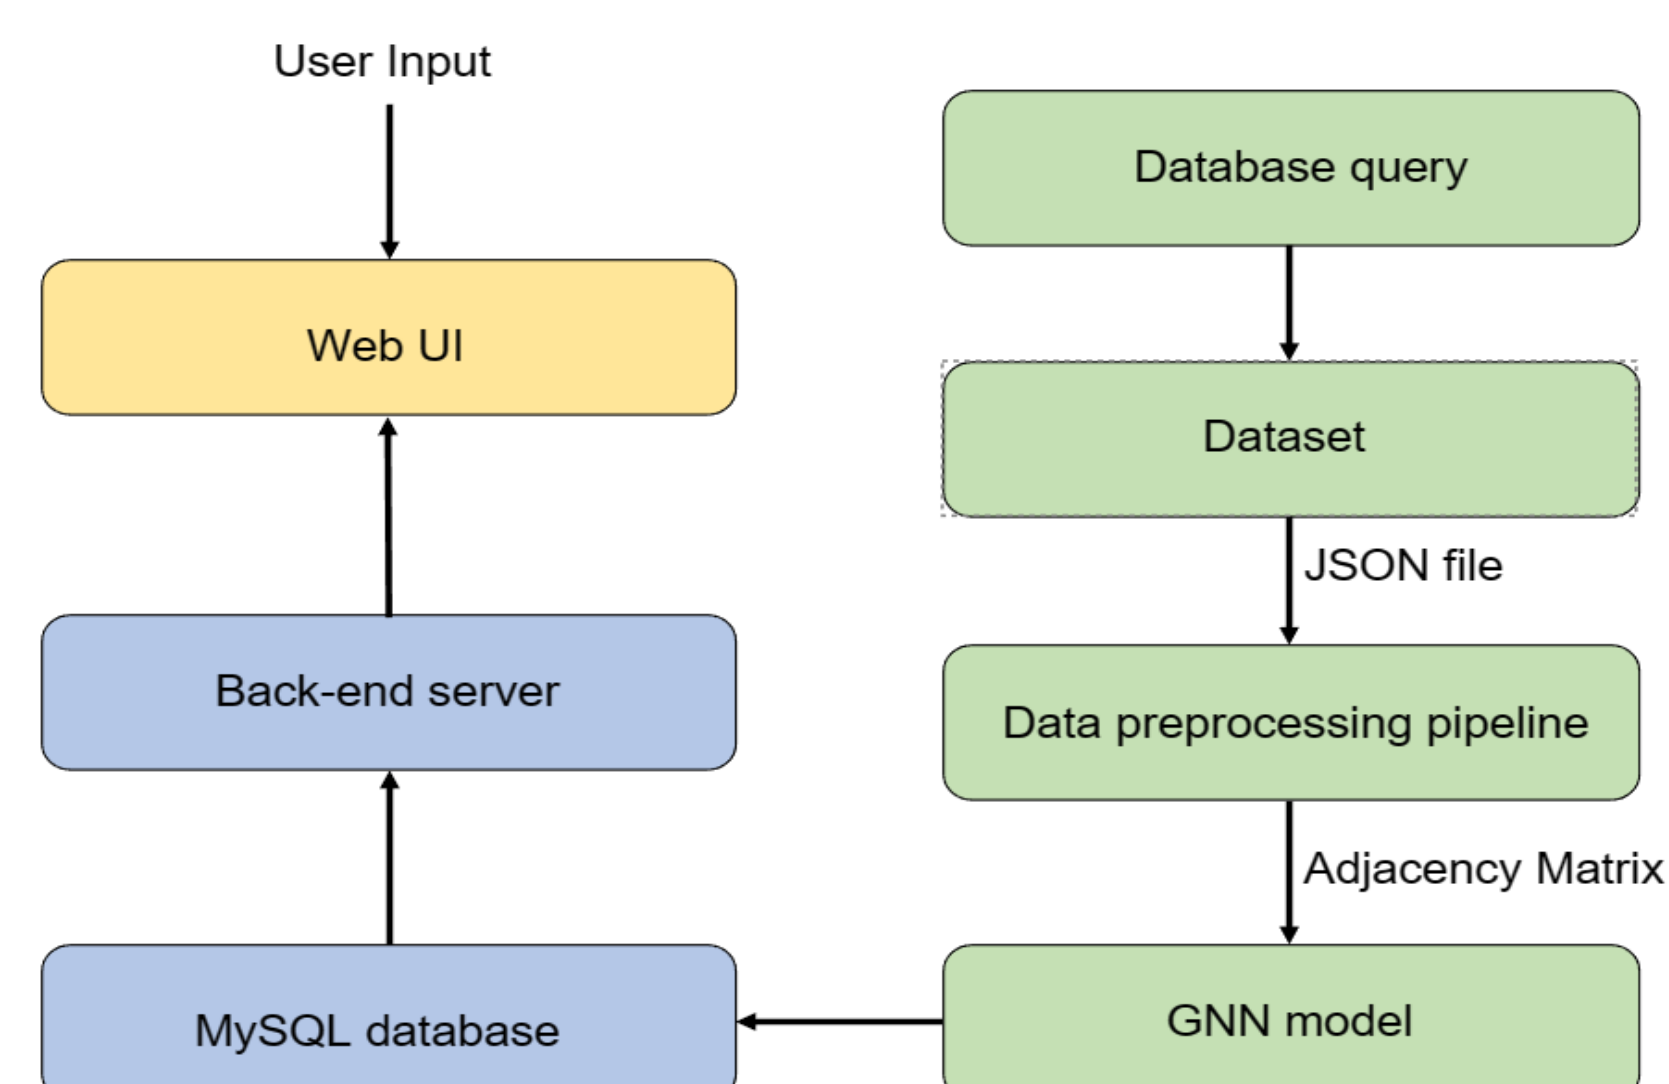 User Input
Web UI
Back-end server
MySQL database
Database query
Dataset
JSON file
Data preprocessing pipeline
Adjacency Matrix
GNN model